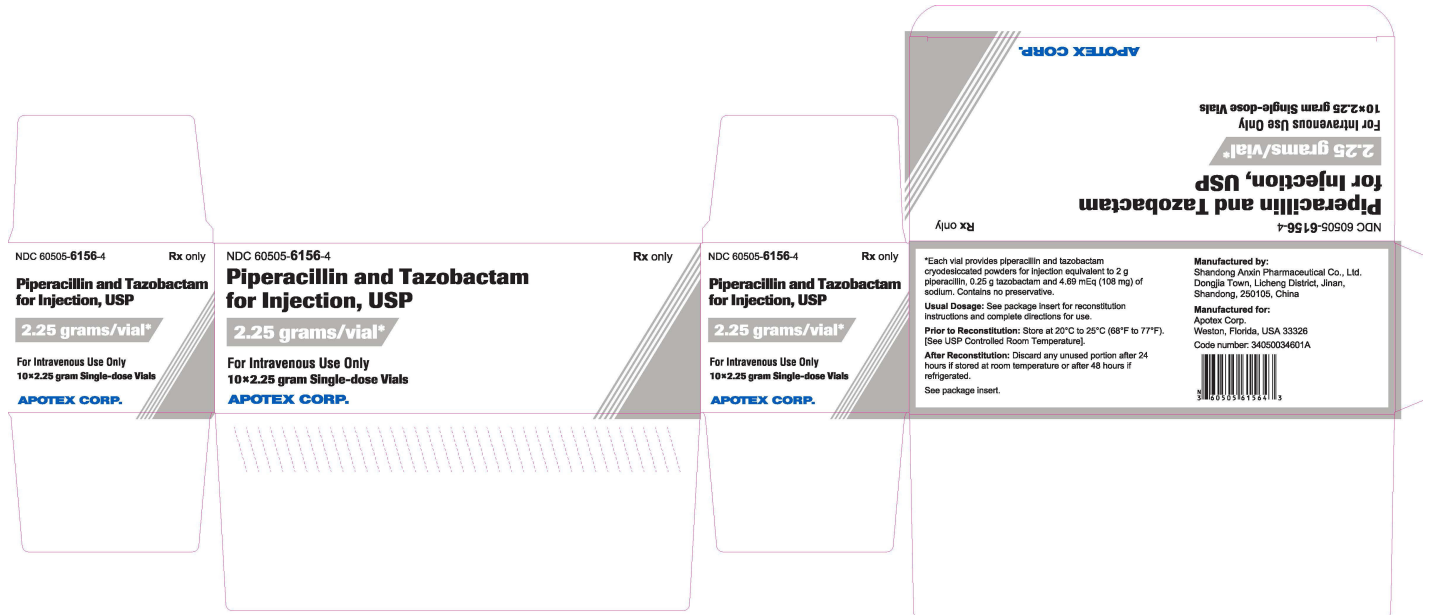 NDC 60505-6156-4 Rx only
Piperacillin and Tazobactam
for Injection, USP
2.25 grams/vial*
For Intravenous Use Only
10×2.25 gram Single-dose Vials
APOTEX CORP.
NDC 60505-6156-4 Rx only
Piperacillin and Tazobactam
for Injection, USP
2.25 grams/vial*
For Intravenous Use Only
10×2.25 gram Single-dose Vials
APOTEX CORP.
NDC 60505-6156-4 Rx only
Piperacillin and Tazobactam
for Injection, USP
2.25 grams/vial*
For Intravenous Use Only
10×2.25 gram Single-dose Vials
APOTEX CORP.
NDC 60505-6156-4 Rx only
Piperacillin and Tazobactam
for Injection, USP
2.25 grams/vial*
For Intravenous Use Only
10×2.25 gram Single-dose Vials
APOTEX CORP.
*Each vial provides piperacillin and tazobactam
cryodesiccated powders for injection equivalent to 2 g
piperacillin, 0.25 g tazobactam and 4.69 mEq (108 mg) of
sodium. Contains no preservative.
Usual Dosage: See package insert for reconstitution
instructions and complete directions for use.
Prior to Reconstitution: Store at 20°C to 25°C (68°F to 77°F).
[See USP Controlled Room Temperature].
After Reconstitution: Discard any unused portion after 24
hours if stored at room temperature or after 48 hours if
refrigerated.
See package insert.
Manufactured by:
Shandong Anxin Pharmaceutical Co., Ltd.
Dongjia Town, Licheng District, Jinan,
Shandong, 250105, China
Manufactured for:
Apotex Corp.
Weston, Florida, USA 33326
Code number: 34050034601A
N
3 60505 61564 3